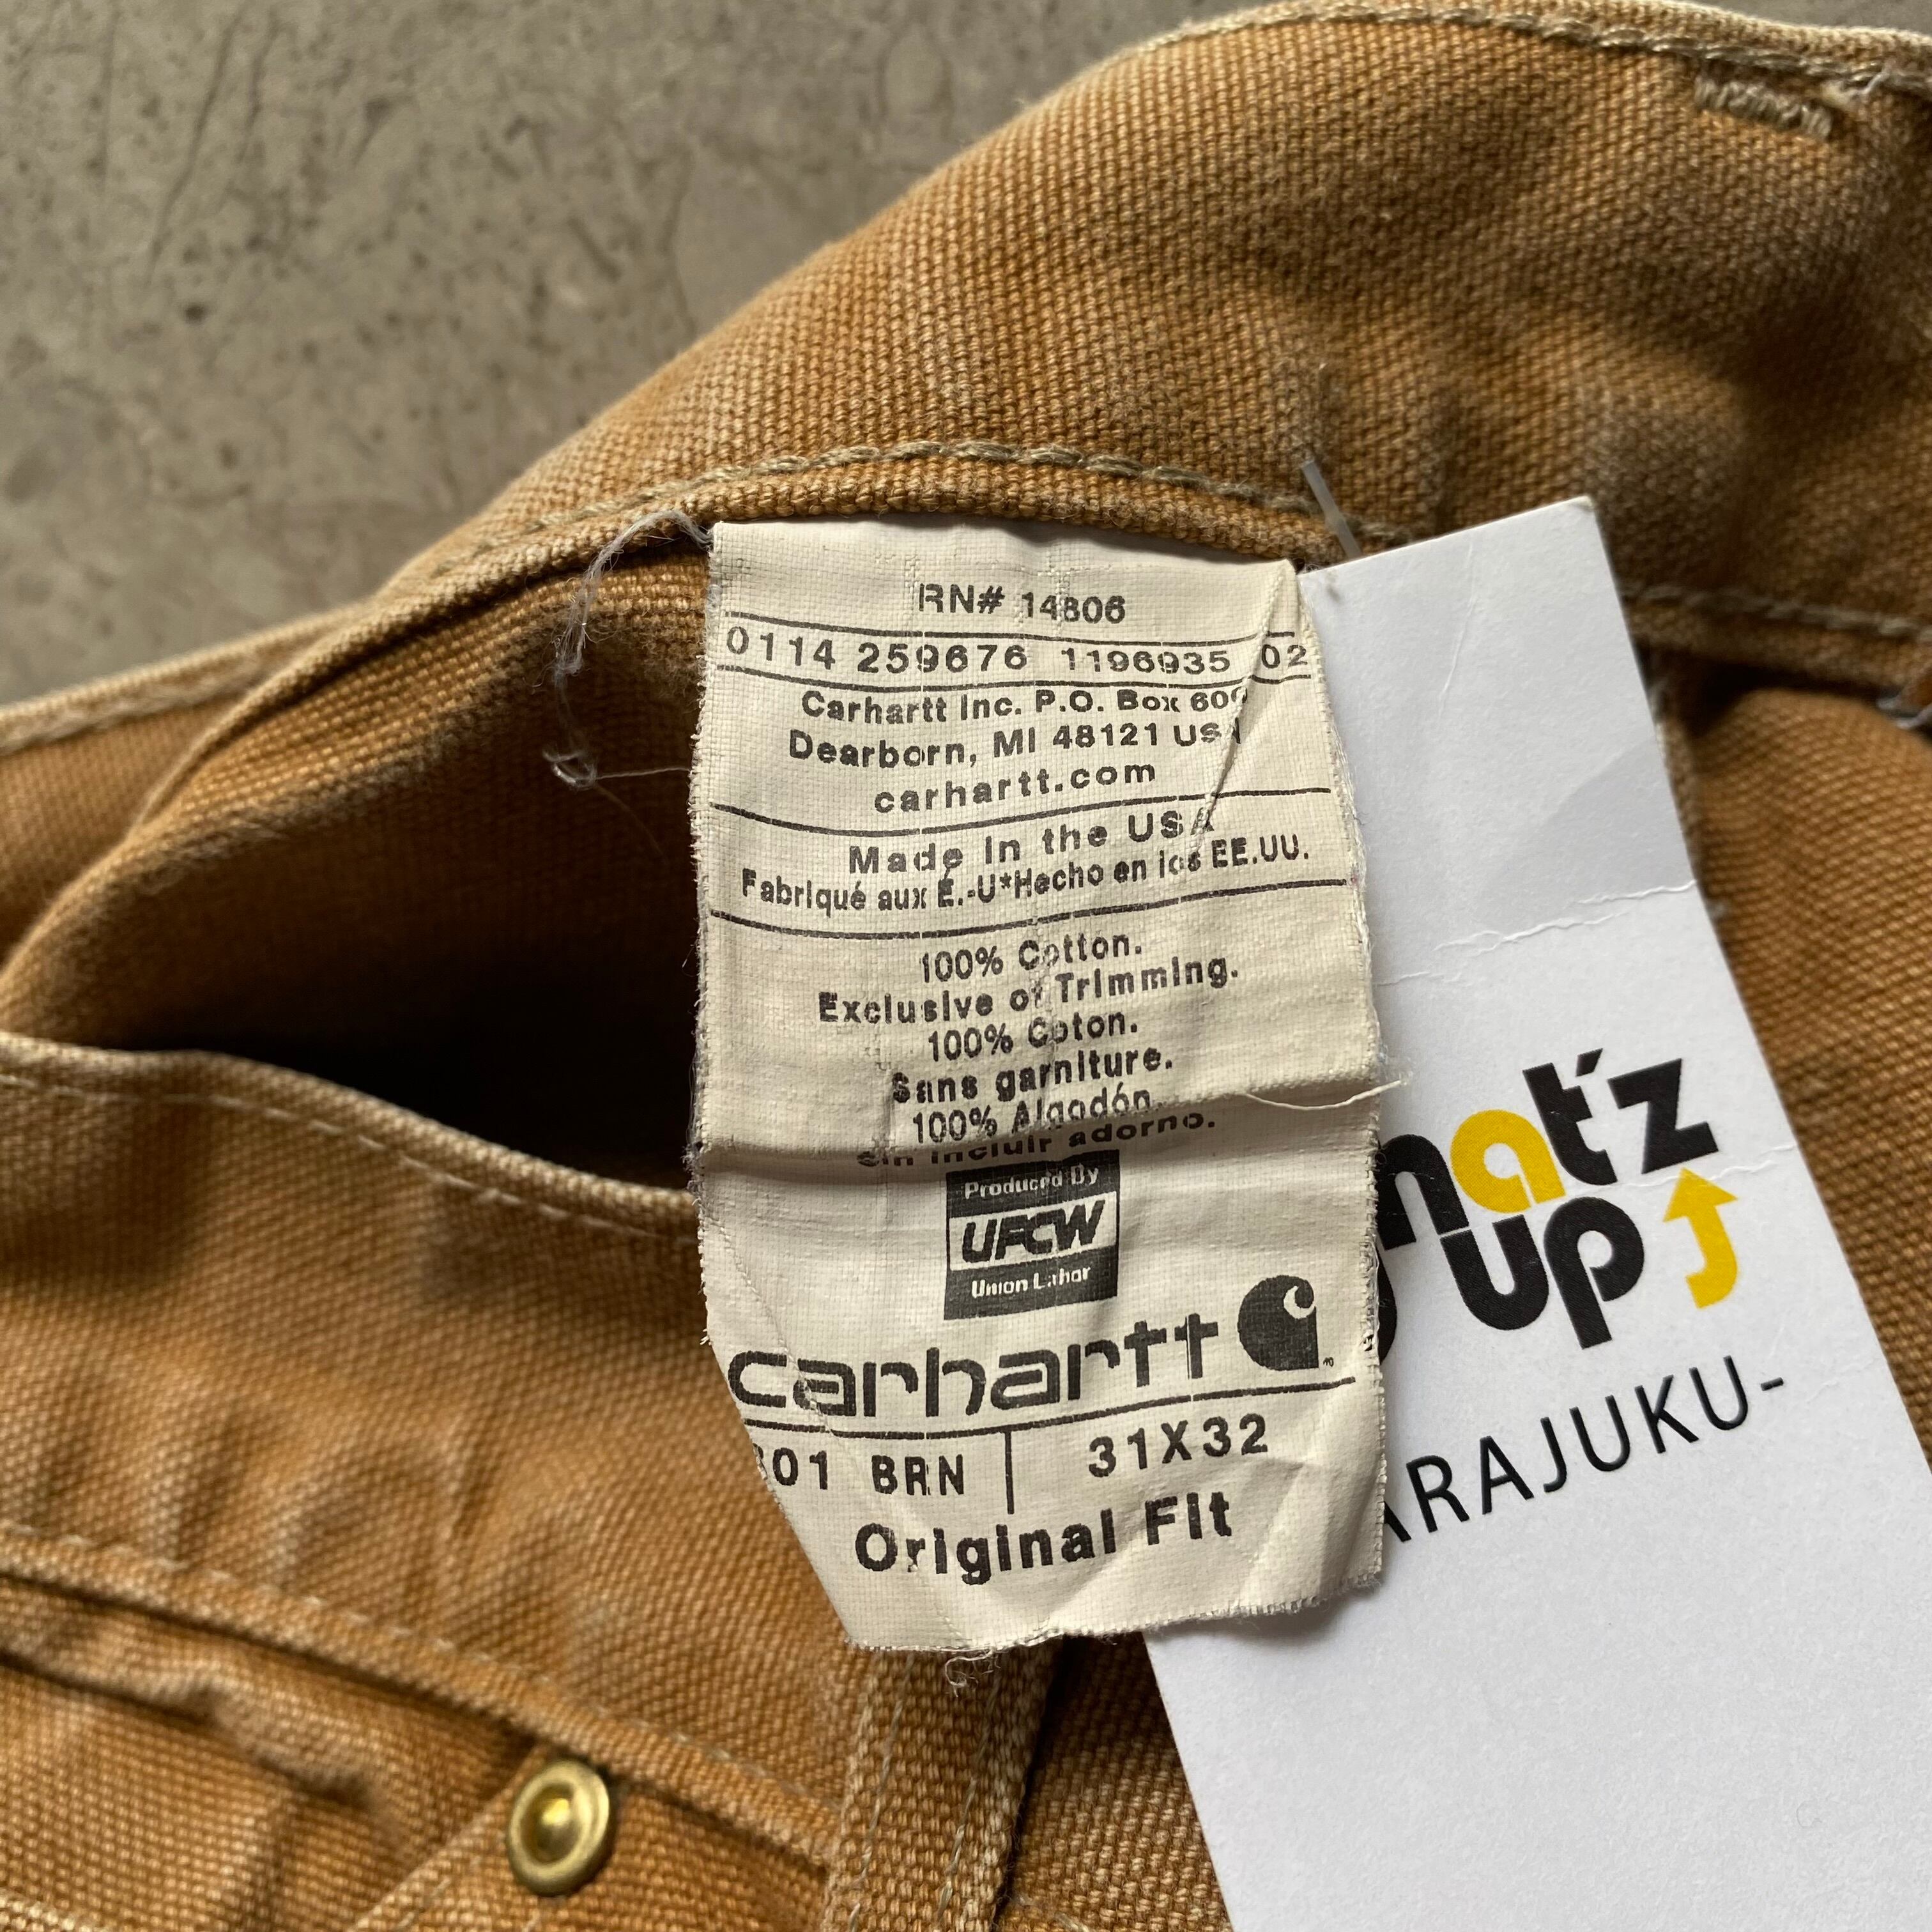 RN# 14806
0114 259676 1196935 02
Carhartt Inc. P.O. Box 600
Dearborn, MI 48121 USA
carhartt.com
Made in the USA
Fabriqué aux É.-U*Hecho en los EE.UU.
100% Cotton.
Exclusive of Trimming.
100% Coton.
Sans garniture.
100% Algodón.
Sin incluir adorno.
Produced By
UFCW
Union Labor
carhartt
B01 BRN 31X32
Original Fit
nat'z
up
ARAJUKU-